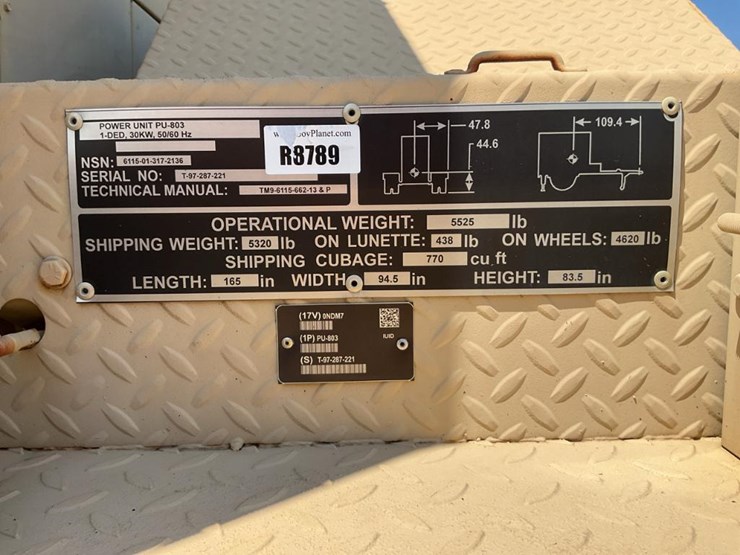 POWER UNIT PU-803
1-DED, 30KW, 50/60 Hz
NSN: 6115-01-317-2136
SERIAL NO: T-97-287-221
TECHNICAL MANUAL: TM9-6115-662-13 & P
ovPlanet.com
R8789
47.8
44.6
109.4
OPERATIONAL WEIGHT: 5525 lb
SHIPPING WEIGHT: 5320 lb ON LUNETTE: 438 lb ON WHEELS: 4620 lb
SHIPPING CUBAGE: 770 cu ft
LENGTH: 165 in WIDTH 94.5 in HEIGHT: 83.5 in
(17V) 0NDM7
(1P) PU-803
IUID
(S) T-97-287-221